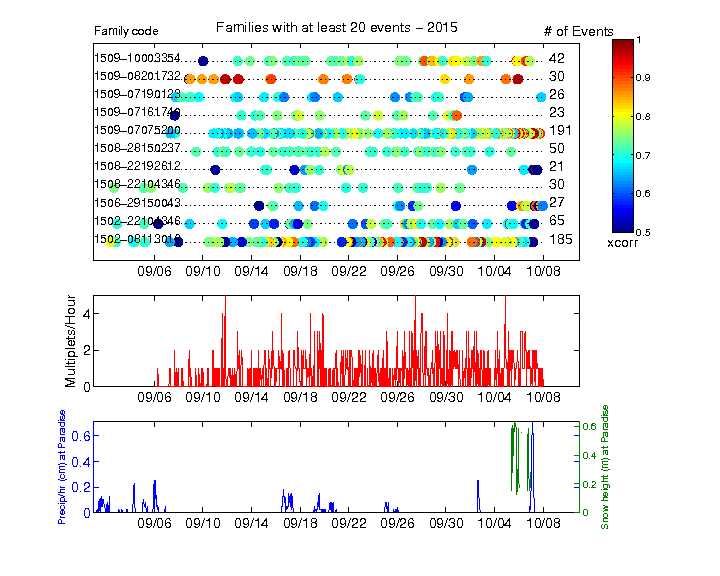 Families with at least 20 events − 2015
Family code
# of Events
1509−10003354 42
1509−08201732 30
1509−07190123 26
1509−07161740 23
1509−07075200 191
1508−28150237 50
1508−22192612 21
1508−22104346 30
1506−29150043 27
1502−22104346 65
1502−08113013 185
09/06 09/10 09/14 09/18 09/22 09/26 09/30 10/04 10/08
1
0.9
0.8
0.7
0.6
0.5
xcorr
Multiplets/Hour
4
2
0
09/06 09/10 09/14 09/18 09/22 09/26 09/30 10/04 10/08
Precip/hr (cm) at Paradise
0.6
0.4
0.2
0
09/06 09/10 09/14 09/18 09/22 09/26 09/30 10/04 10/08
0.6
0.4
0.2
0
Snow height (m) at Paradise